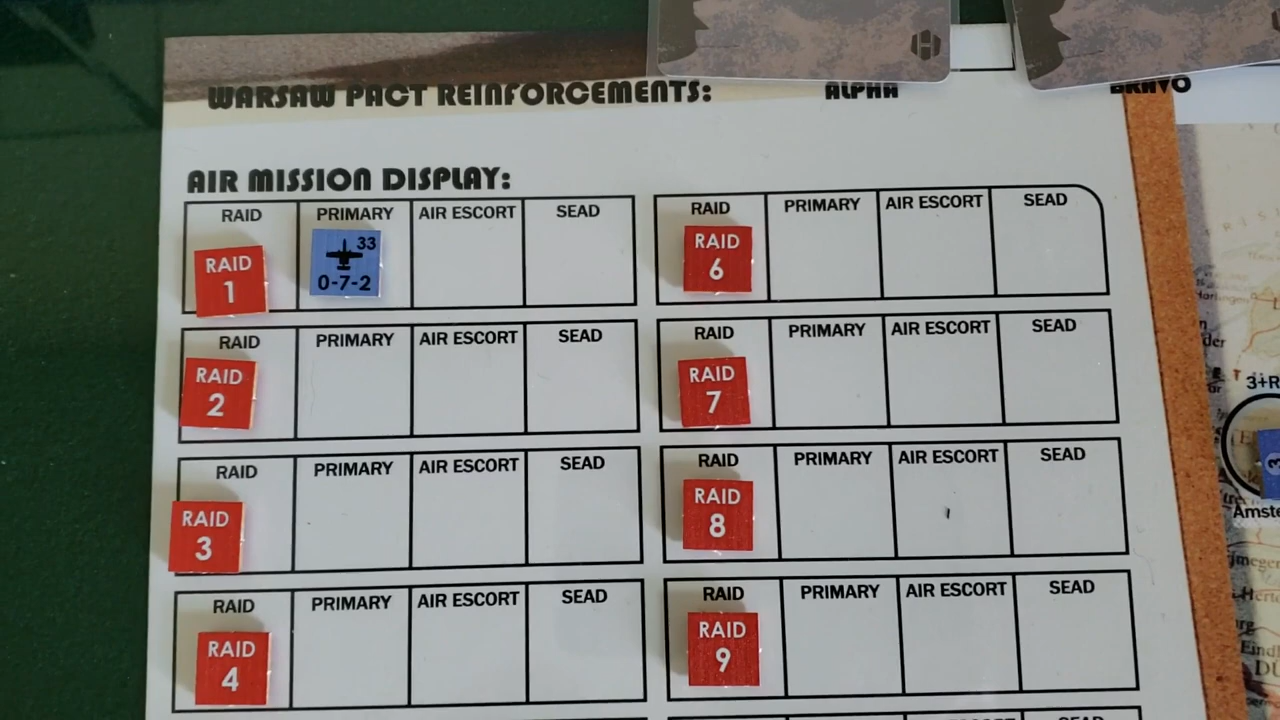 WARSAW PACT REINFORCEMENTS: ALPHA BRAVO
AIR MISSION DISPLAY:
RAID PRIMARY AIR ESCORT SEAD
RAID 1
33
0-7-2
RAID PRIMARY AIR ESCORT SEAD
RAID 6
RAID PRIMARY AIR ESCORT SEAD
RAID 2
RAID PRIMARY AIR ESCORT SEAD
RAID 7
3+R
RAID PRIMARY AIR ESCORT SEAD
RAID 3
RAID PRIMARY AIR ESCORT SEAD
RAID 8
Amste
RAID PRIMARY AIR ESCORT SEAD
RAID 4
RAID PRIMARY AIR ESCORT SEAD
RAID 9
SEAD